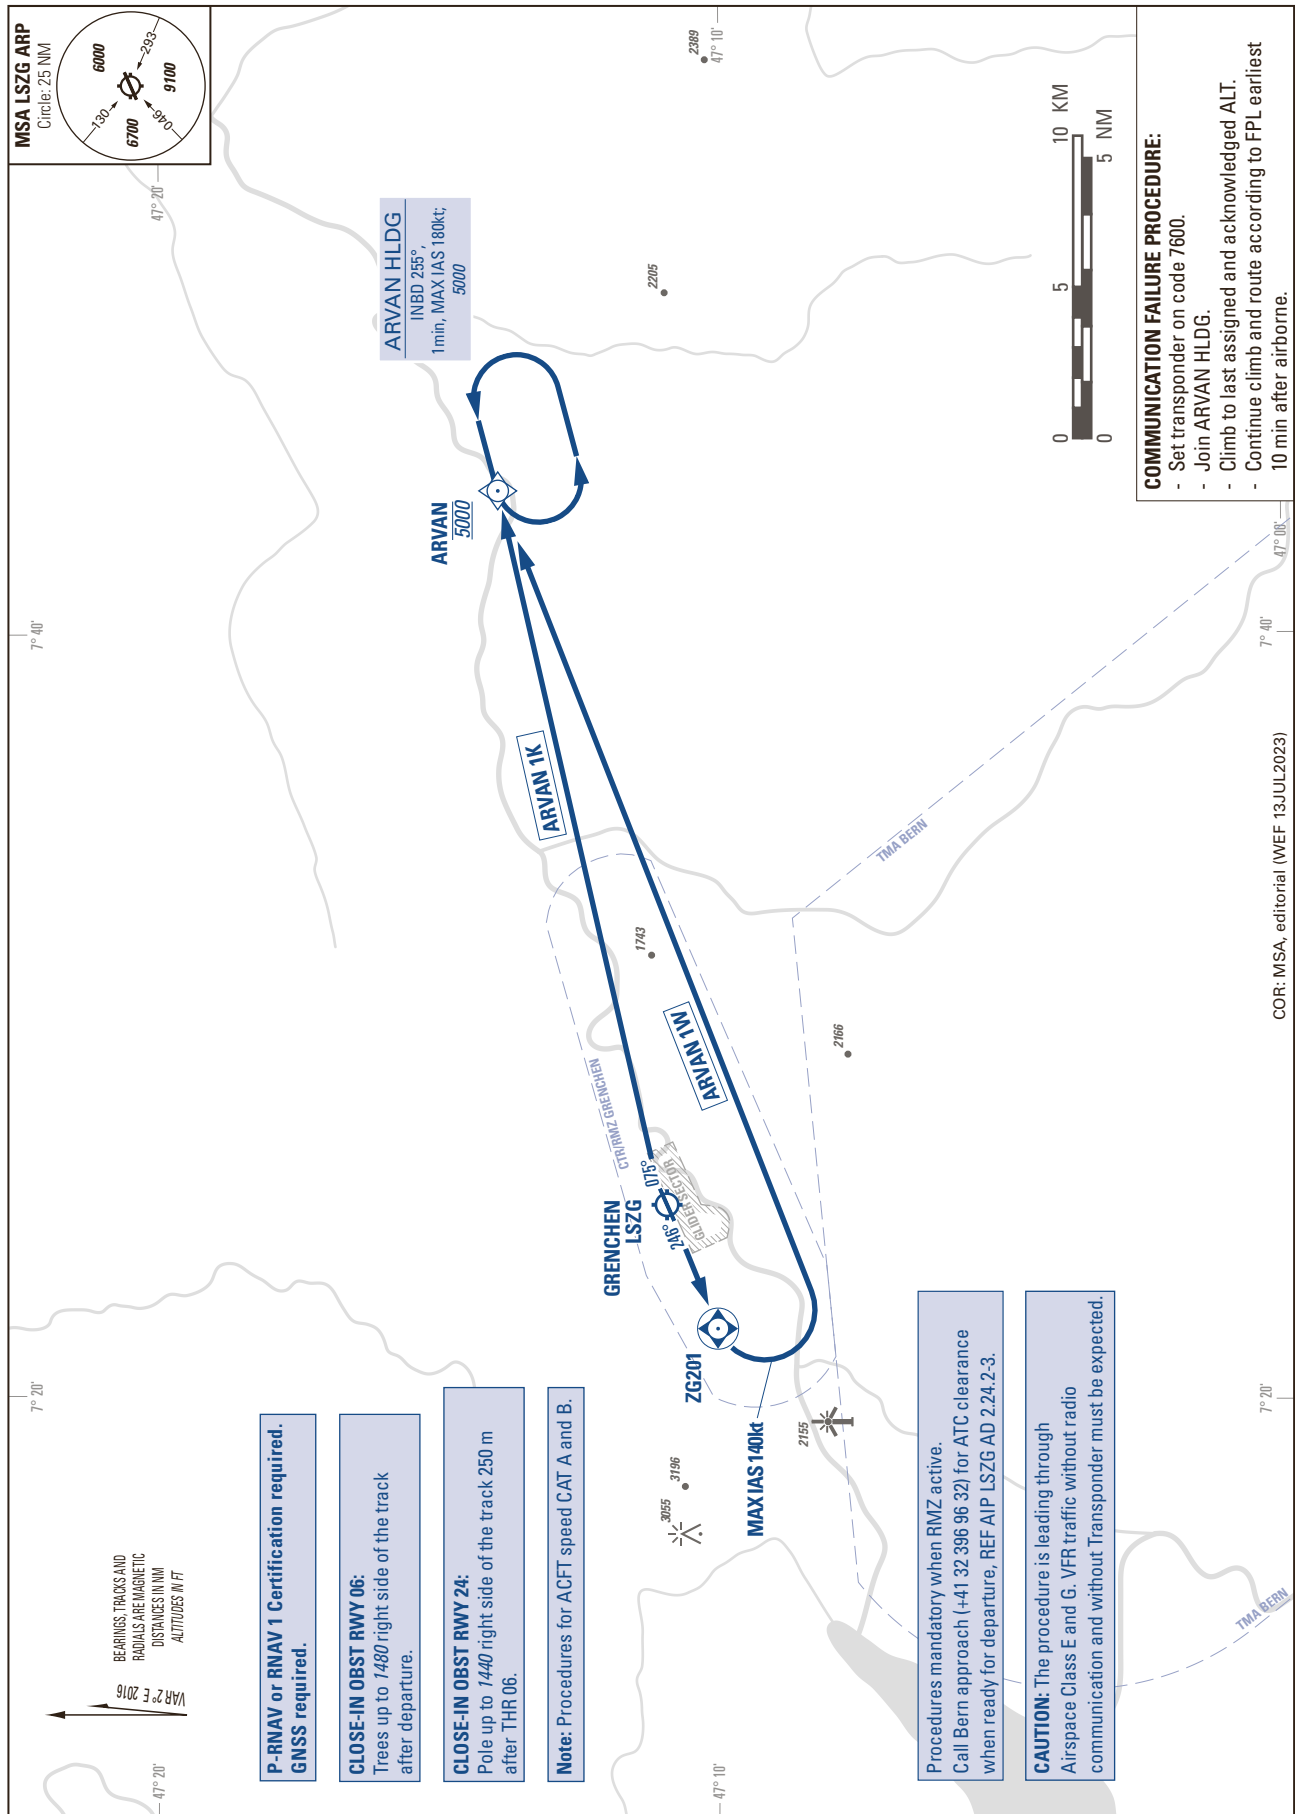 BEARINGS, TRACKS AND
RADIALS ARE MAGNETIC
DISTANCES IN NM
ALTITUDES IN FT
VAR 2° E 2016
MSA LSZG ARP
Circle: 25 NM
130
6000
293
6700
9100
046
7° 20'
7° 40'
47° 20'
47° 20'
P-RNAV or RNAV 1 Certification required.
GNSS required.
CLOSE-IN OBST RWY 06:
Trees up to 1480 right side of the track
after departure.
CLOSE-IN OBST RWY 24:
Pole up to 1440 right side of the track 250 m
after THR 06.
Note: Procedures for ACFT speed CAT A and B.
ARVAN HLDG
INBD 255°,
1min, MAX IAS 180kt;
5000
ARVAN
5000
ARVAN 1K
CTR/RMZ GRENCHEN
GRENCHEN
LSZG
246°
075°
GLIDER SECTOR
ZG201
ARVAN 1W
MAX IAS 140kt
3055
3196
1743
2205
2389
47° 10'
47° 10'
2155
2166
TMA BERN
TMA BERN
Procedures mandatory when RMZ active.
Call Bern approach (+41 32 396 96 32) for ATC clearance
when ready for departure, REF AIP LSZG AD 2.24.2-3.
CAUTION: The procedure is leading through
Airspace Class E and G. VFR traffic without radio
communication and without Transponder must be expected.
0
5
10 KM
0
5 NM
COMMUNICATION FAILURE PROCEDURE:
- Set transponder on code 7600.
- Join ARVAN HLDG.
- Climb to last assigned and acknowledged ALT.
- Continue climb and route according to FPL earliest
10 min after airborne.
7° 20'
7° 40'
47° 00'
COR: MSA, editorial (WEF 13JUL2023)